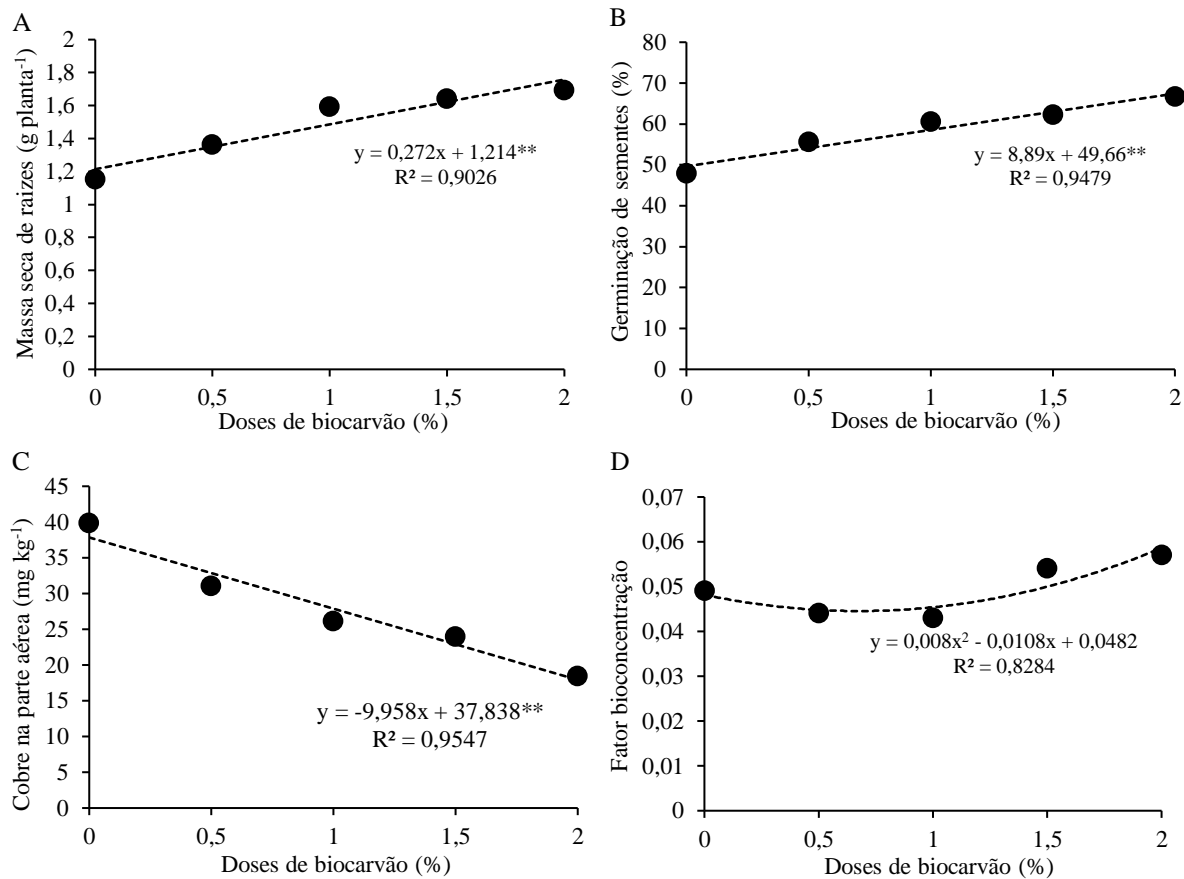 A
Massa seca de raizes (g planta⁻¹)
2
1,8
1,6
1,4
1,2
1
0,8
0,6
0,4
0,2
0
y = 0,272x + 1,214**
R² = 0,9026
0 0,5 1 1,5 2
Doses de biocarvão (%)
B
Germinação de sementes (%)
80
70
60
50
40
30
20
10
0
y = 8,89x + 49,66**
R² = 0,9479
0 0,5 1 1,5 2
Doses de biocarvão (%)
C
Cobre na parte aérea (mg kg⁻¹)
45
40
35
30
25
20
15
10
5
0
y = -9,958x + 37,838**
R² = 0,9547
0 0,5 1 1,5 2
Doses de biocarvão (%)
D
Fator bioconcentração
0,07
0,06
0,05
0,04
0,03
0,02
0,01
0
y = 0,008x² - 0,0108x + 0,0482
R² = 0,8284
0 0,5 1 1,5 2
Doses de biocarvão (%)